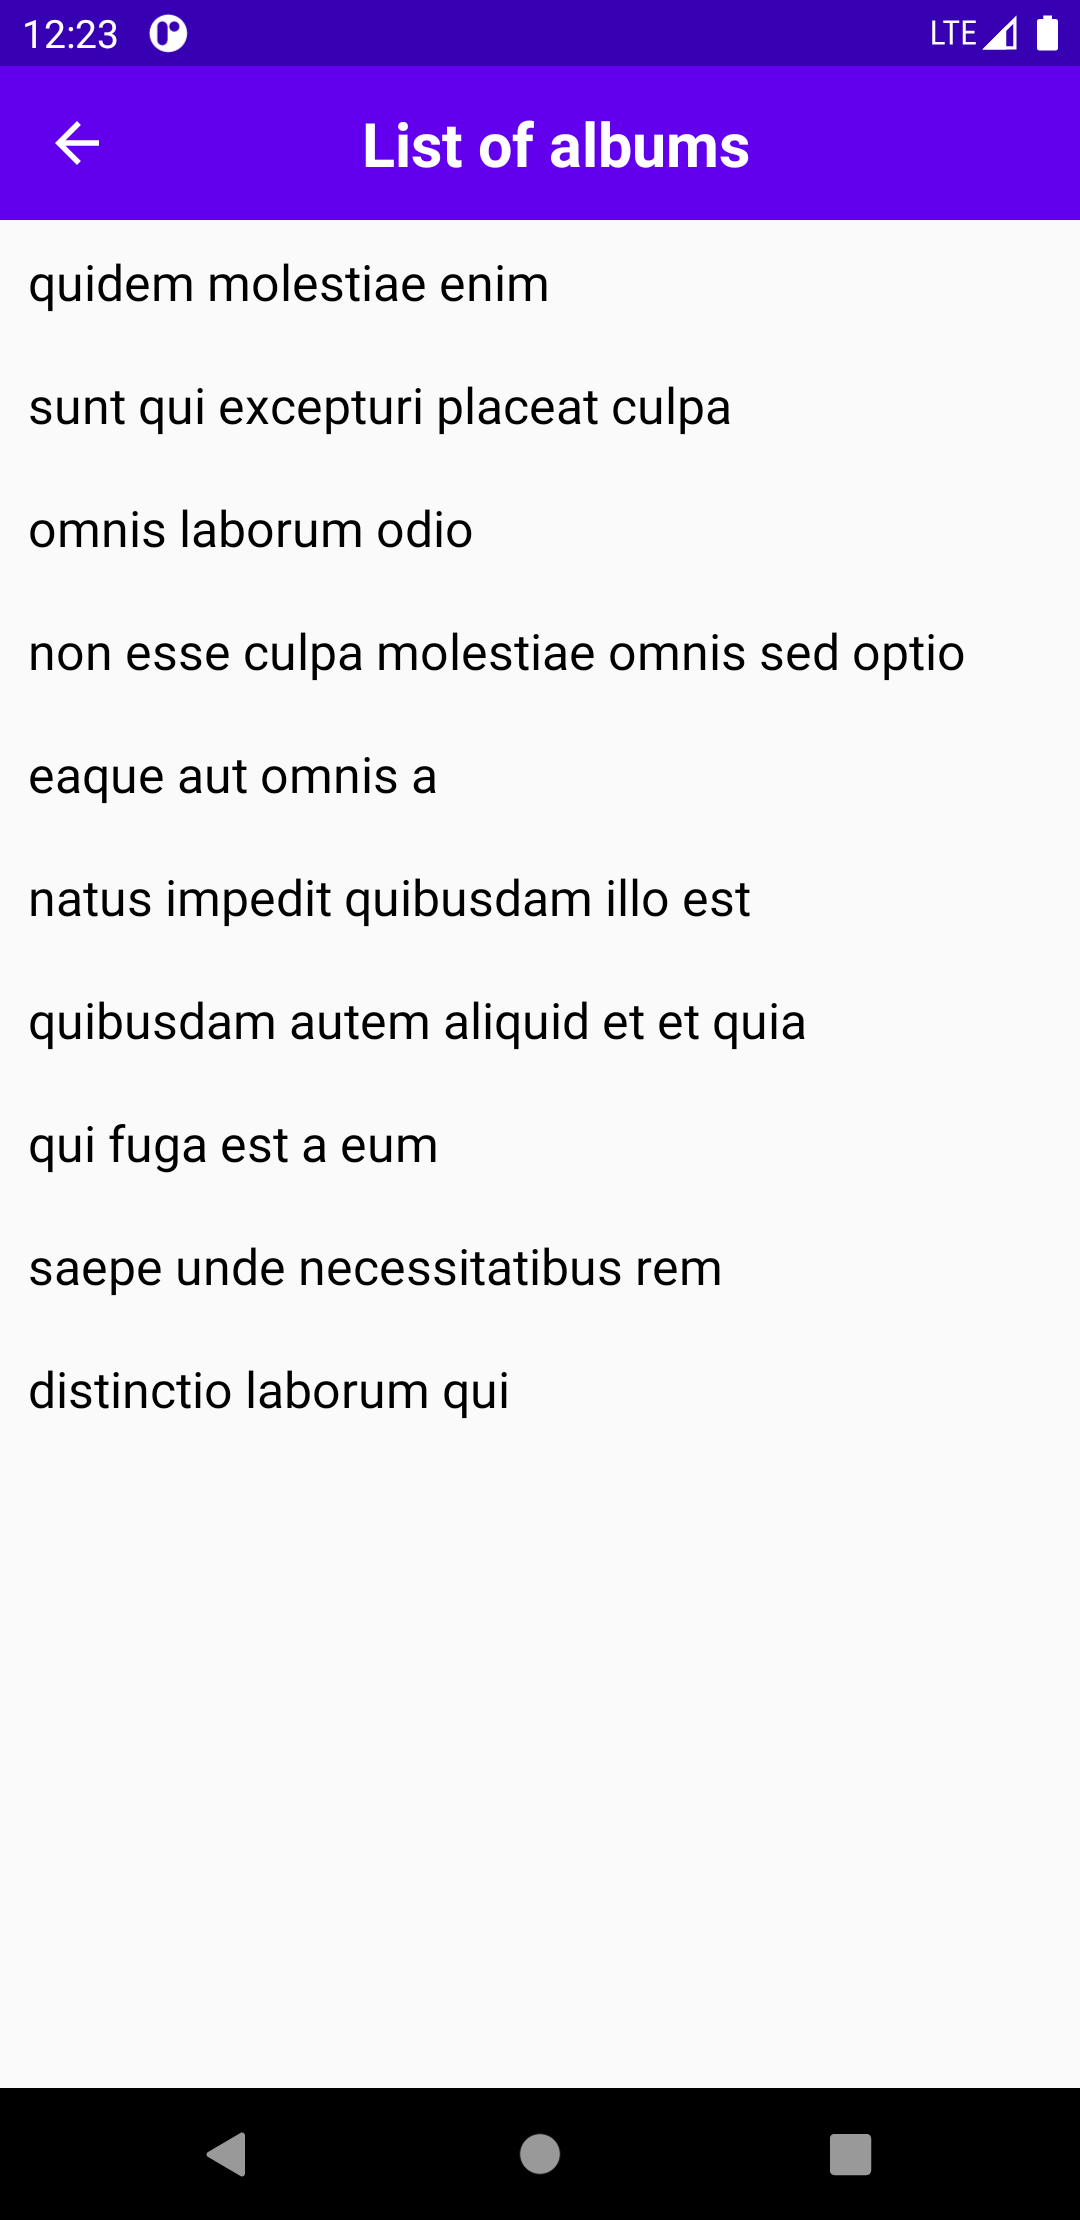 12:23 LTE
List of albums
quidem molestiae enim
sunt qui excepturi placeat culpa
omnis laborum odio
non esse culpa molestiae omnis sed optio
eaque aut omnis a
natus impedit quibusdam illo est
quibusdam autem aliquid et et quia
qui fuga est a eum
saepe unde necessitatibus rem
distinctio laborum qui